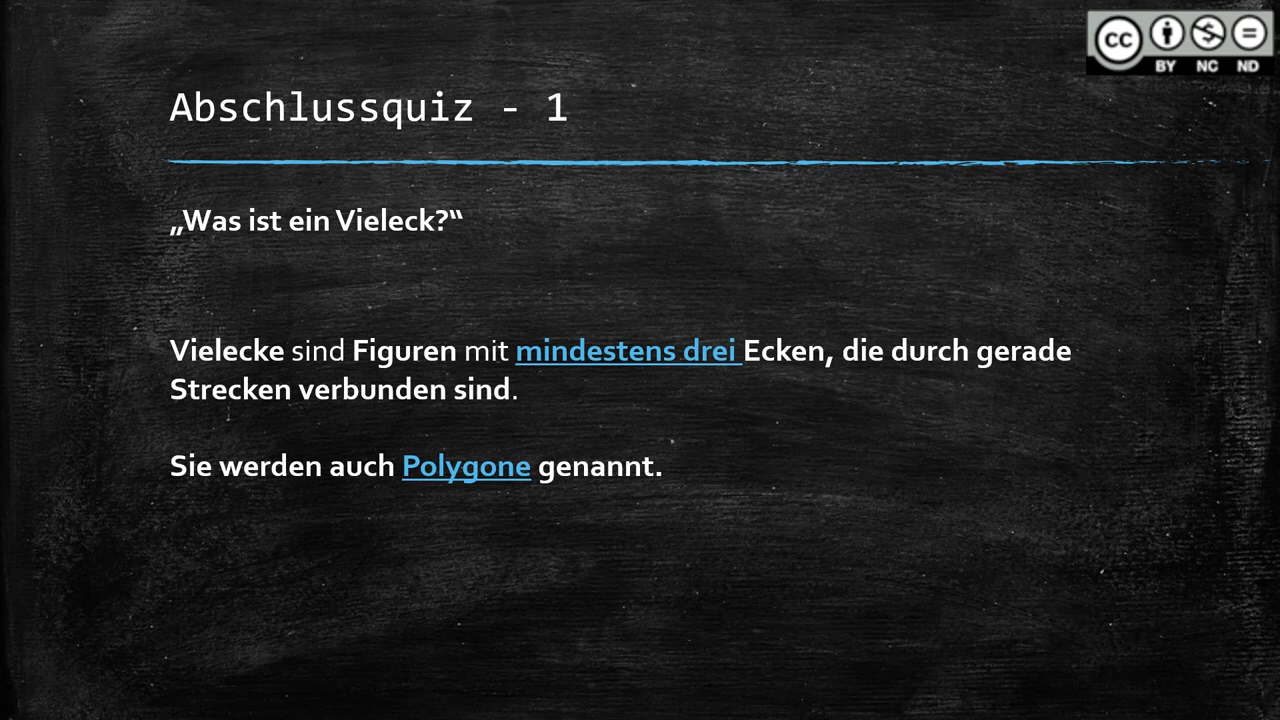 CC
BY NC ND
Abschlussquiz - 1
„Was ist ein Vieleck?“
Vielecke sind Figuren mit mindestens drei Ecken, die durch gerade
Strecken verbunden sind.
Sie werden auch Polygone genannt.